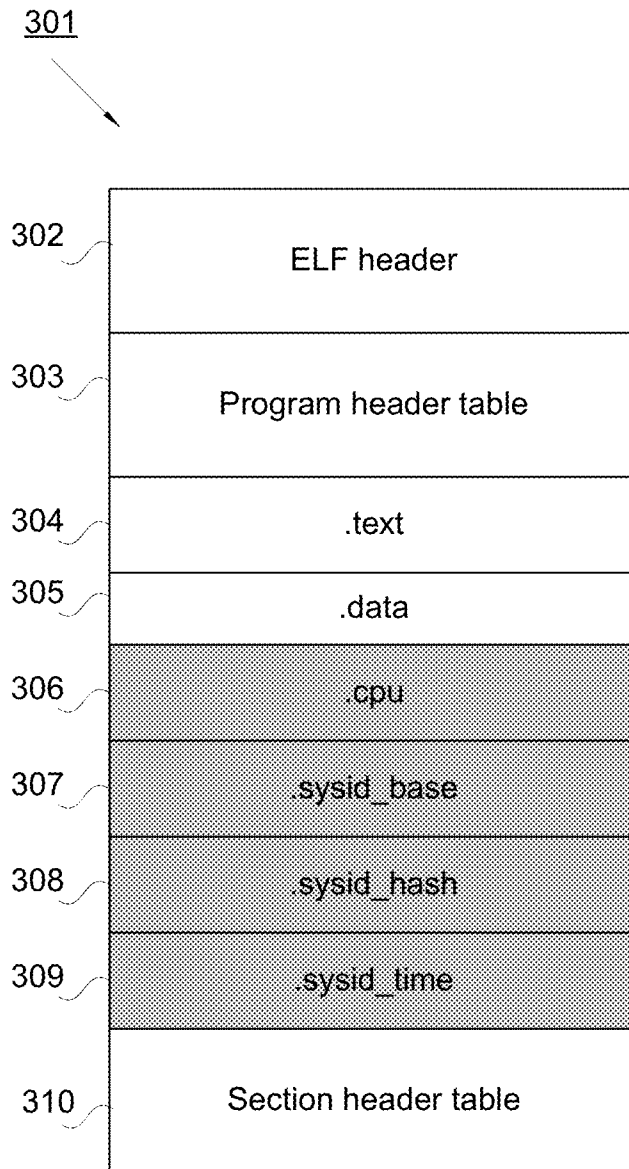 301
302
ELF header
303
Program header table
304
.text
305
.data
306
.cpu
307
.sysid_base
308
.sysid_hash
309
.sysid_time
310
Section header table